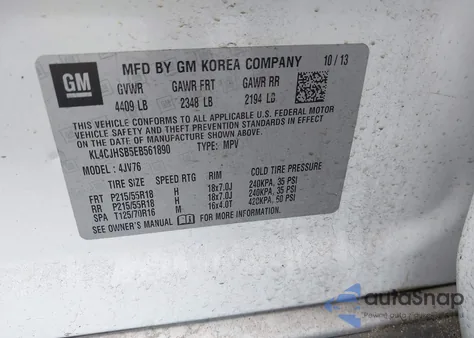 GM
MFD BY GM KOREA COMPANY 10/13
GVWR GAWR FRT GAWR RR
4409 LB 2348 LB 2194 LB
THIS VEHICLE CONFORMS TO ALL APPLICABLE U.S. FEDERAL MOTOR
VEHICLE SAFETY, BUMPER, AND THEFT PREVENTION STANDARDS IN EFFECT
ON THE DATE OF MANUFACTURE SHOWN ABOVE.
KL4CJHSB5EB561890 TYPE: MPV
MODEL: 4JV76
TIRE SIZE SPEED RTG RIM COLD TIRE PRESSURE
FRT P215/55R18 H 18x7.0J 240KPA, 35 PSI
RR P215/55R18 H 18x7.0J 240KPA, 35 PSI
SPA T125/70R16 M 16x4.0T 420KPA, 60 PSI
SEE OWNER'S MANUAL FOR MORE INFORMATION.
autoSnap